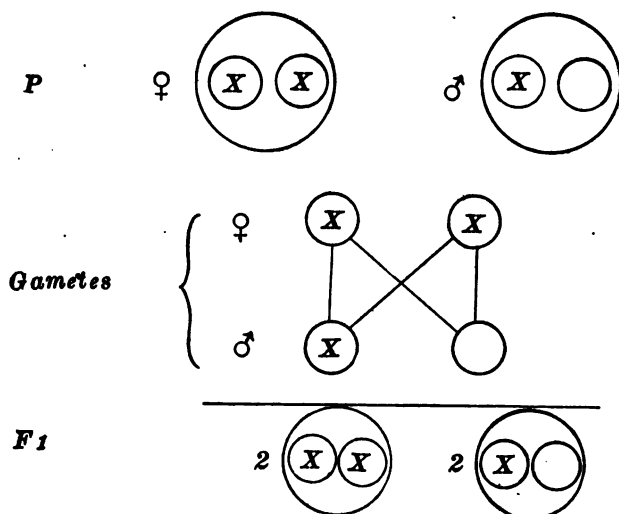 P ♀ X X ♂ X
♀ X X
Gametes
♂ X
F1 2 X X 2 X